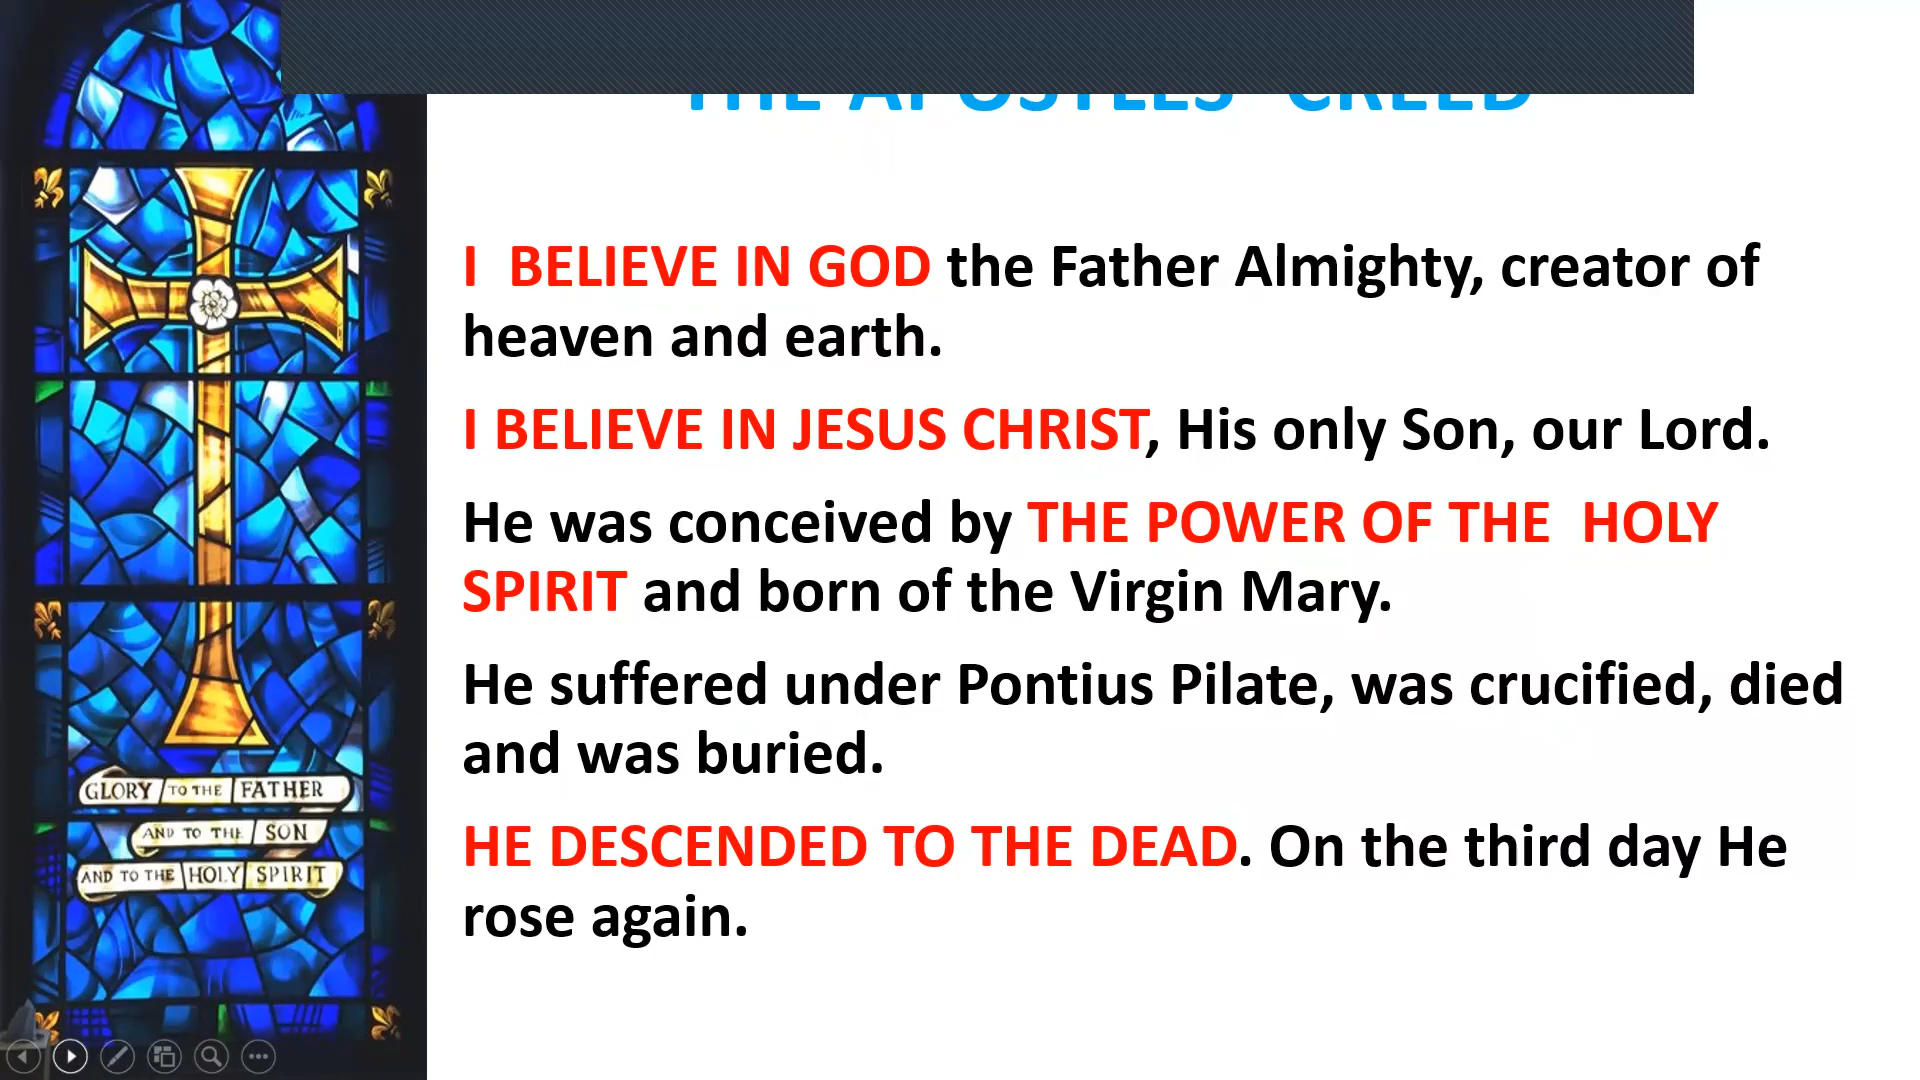 THE APOSTLES' CREED
I BELIEVE IN GOD the Father Almighty, creator of
heaven and earth.
I BELIEVE IN JESUS CHRIST, His only Son, our Lord.
He was conceived by THE POWER OF THE HOLY
SPIRIT and born of the Virgin Mary.
He suffered under Pontius Pilate, was crucified, died
and was buried.
HE DESCENDED TO THE DEAD. On the third day He
rose again.
GLORY TO THE FATHER
AND TO THE SON
AND TO THE HOLY SPIRIT